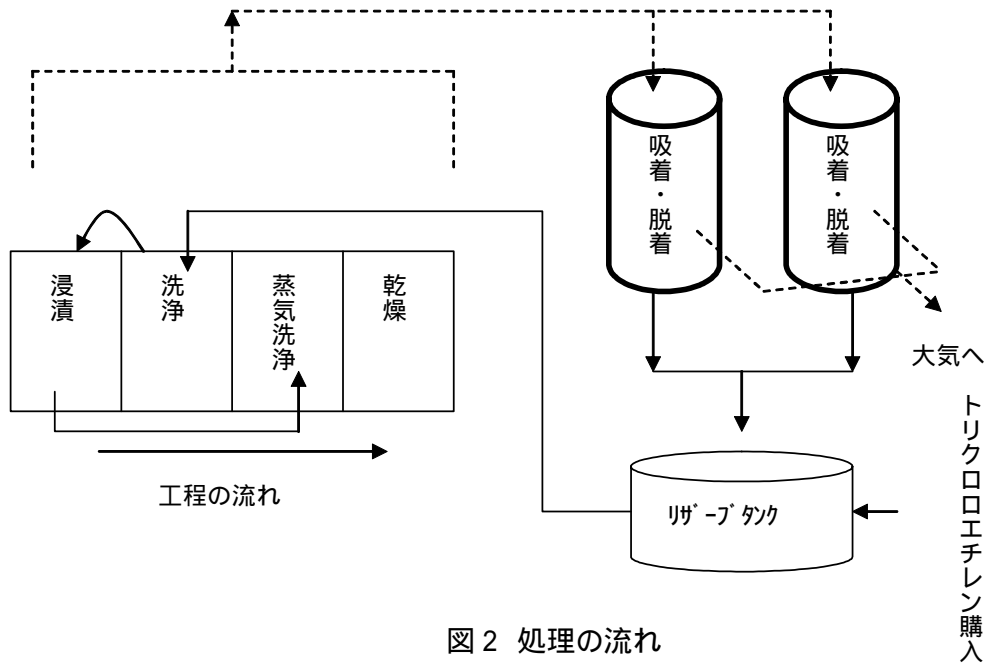 吸着・脱着
吸着・脱着
浸漬
洗浄
蒸気洗浄
乾燥
大気へ
トリクロロエチレン購入
工程の流れ
ﾘｻﾞｰﾌﾞﾀﾝｸ
図2 処理の流れ